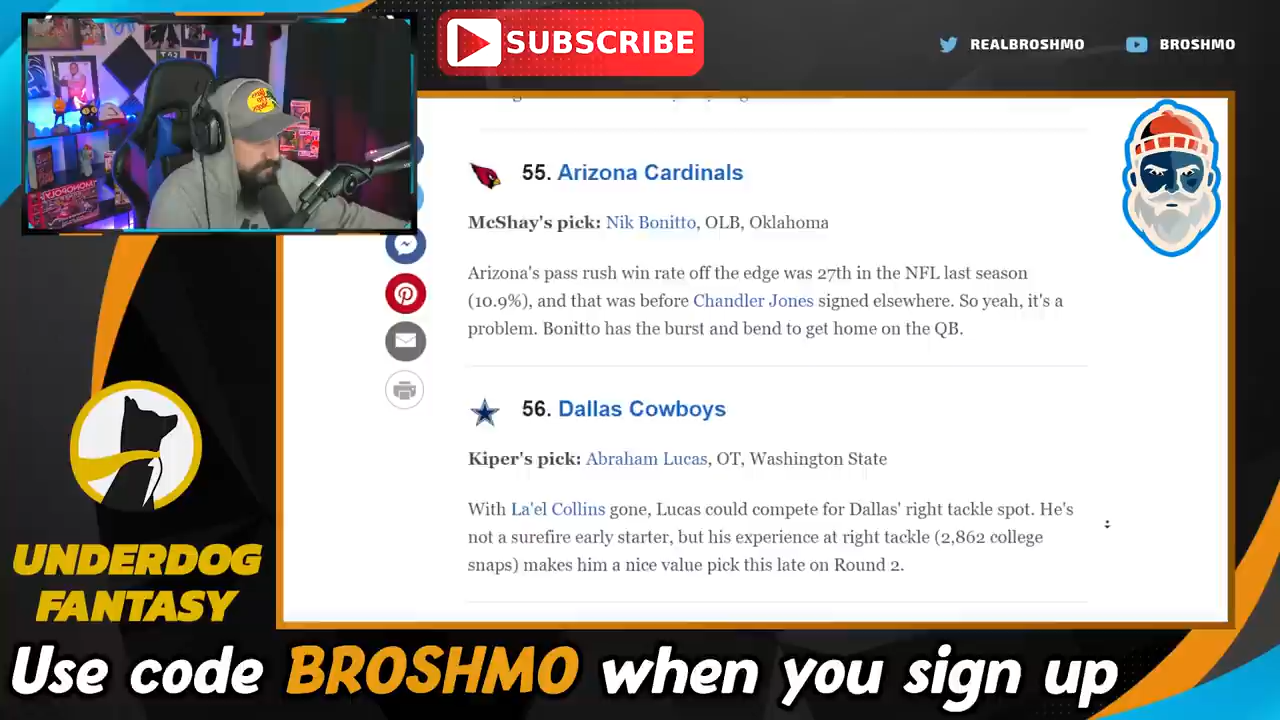 SUBSCRIBE
REALBROSHMO
BROSHMO
55. Arizona Cardinals
McShay's pick: Nik Bonitto, OLB, Oklahoma
Arizona's pass rush win rate off the edge was 27th in the NFL last season
(10.9%), and that was before Chandler Jones signed elsewhere. So yeah, it's a
problem. Bonitto has the burst and bend to get home on the QB.
56. Dallas Cowboys
Kiper's pick: Abraham Lucas, OT, Washington State
With La'el Collins gone, Lucas could compete for Dallas' right tackle spot. He's
not a surefire early starter, but his experience at right tackle (2,862 college
snaps) makes him a nice value pick this late on Round 2.
UNDERDOG
FANTASY
Use code BROSHMO when you sign up
MONOPOLY